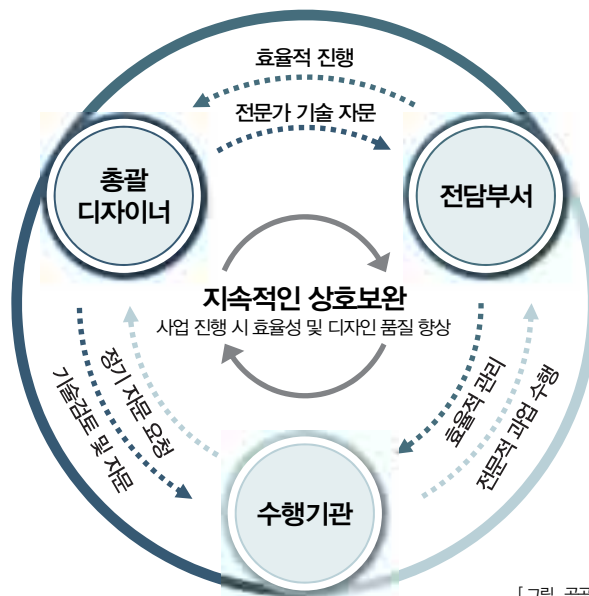 효율적 진행
전문가 기술 자문
총괄
디자이너
전담부서
지속적인 상호보완
사업 진행 시 효율성 및 디자인 품질 향상
정기 자문 요청
기술검토 및 자문
효율적 관리
전문적 과업 수행
수행기관
[ 그림